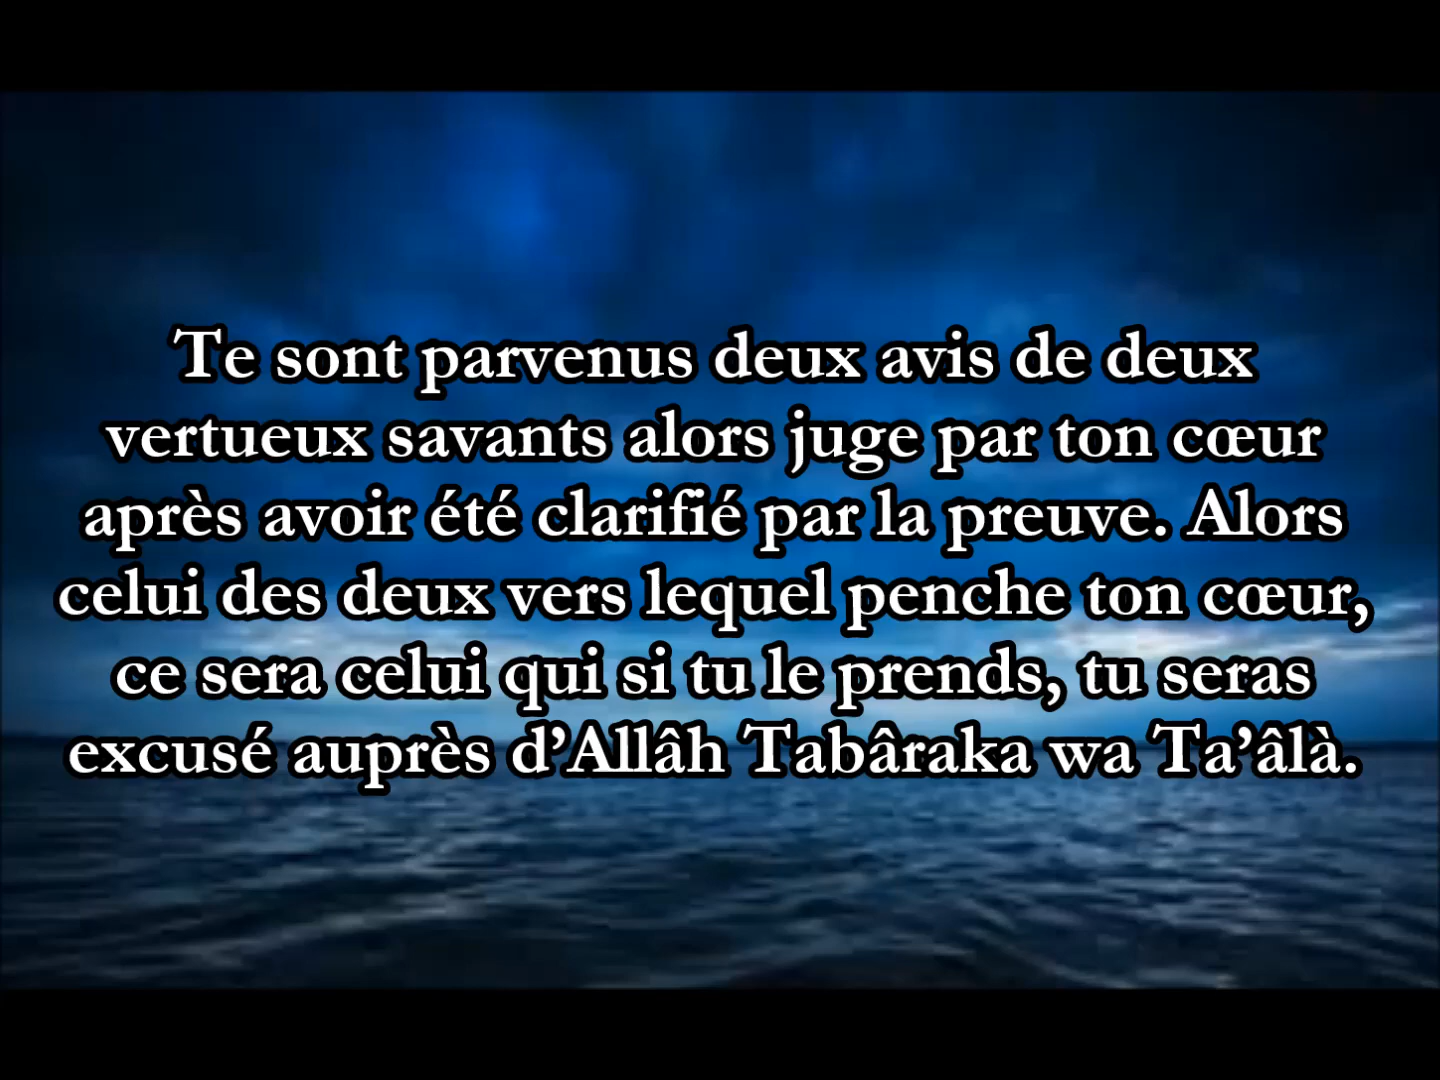 Te sont parvenus deux avis de deux
vertueux savants alors juge par ton cœur
après avoir été clarifié par la preuve. Alors
celui des deux vers lequel penche ton cœur,
ce sera celui qui si tu le prends, tu seras
excusé auprès d’Allâh Tabâraka wa Ta’âlà.